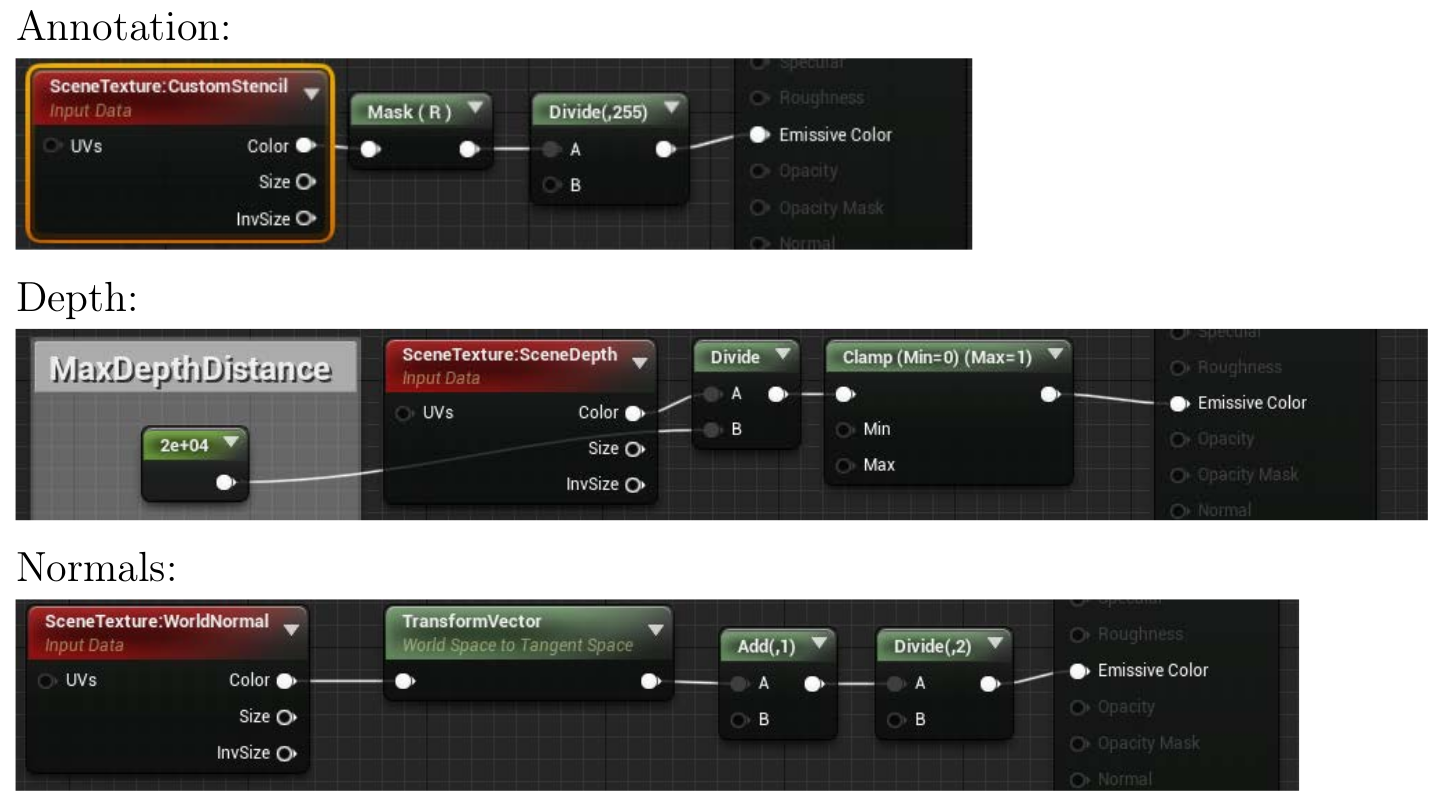 Annotation:
SceneTexture:CustomStencil
Input Data
UVs
Color
Size
InvSize
Mask ( R )
Divide(,255)
A
B
Specular
Roughness
Emissive Color
Opacity
Opacity Mask
Normal
Depth:
MaxDepthDistance
2e+04
SceneTexture:SceneDepth
Input Data
UVs
Color
Size
InvSize
Divide
A
B
Clamp (Min=0) (Max=1)
Min
Max
Specular
Roughness
Emissive Color
Opacity
Opacity Mask
Normal
Normals:
SceneTexture:WorldNormal
Input Data
UVs
Color
Size
InvSize
TransformVector
World Space to Tangent Space
Add(,1)
A
B
Divide(,2)
A
B
Specular
Roughness
Emissive Color
Opacity
Opacity Mask
Normal